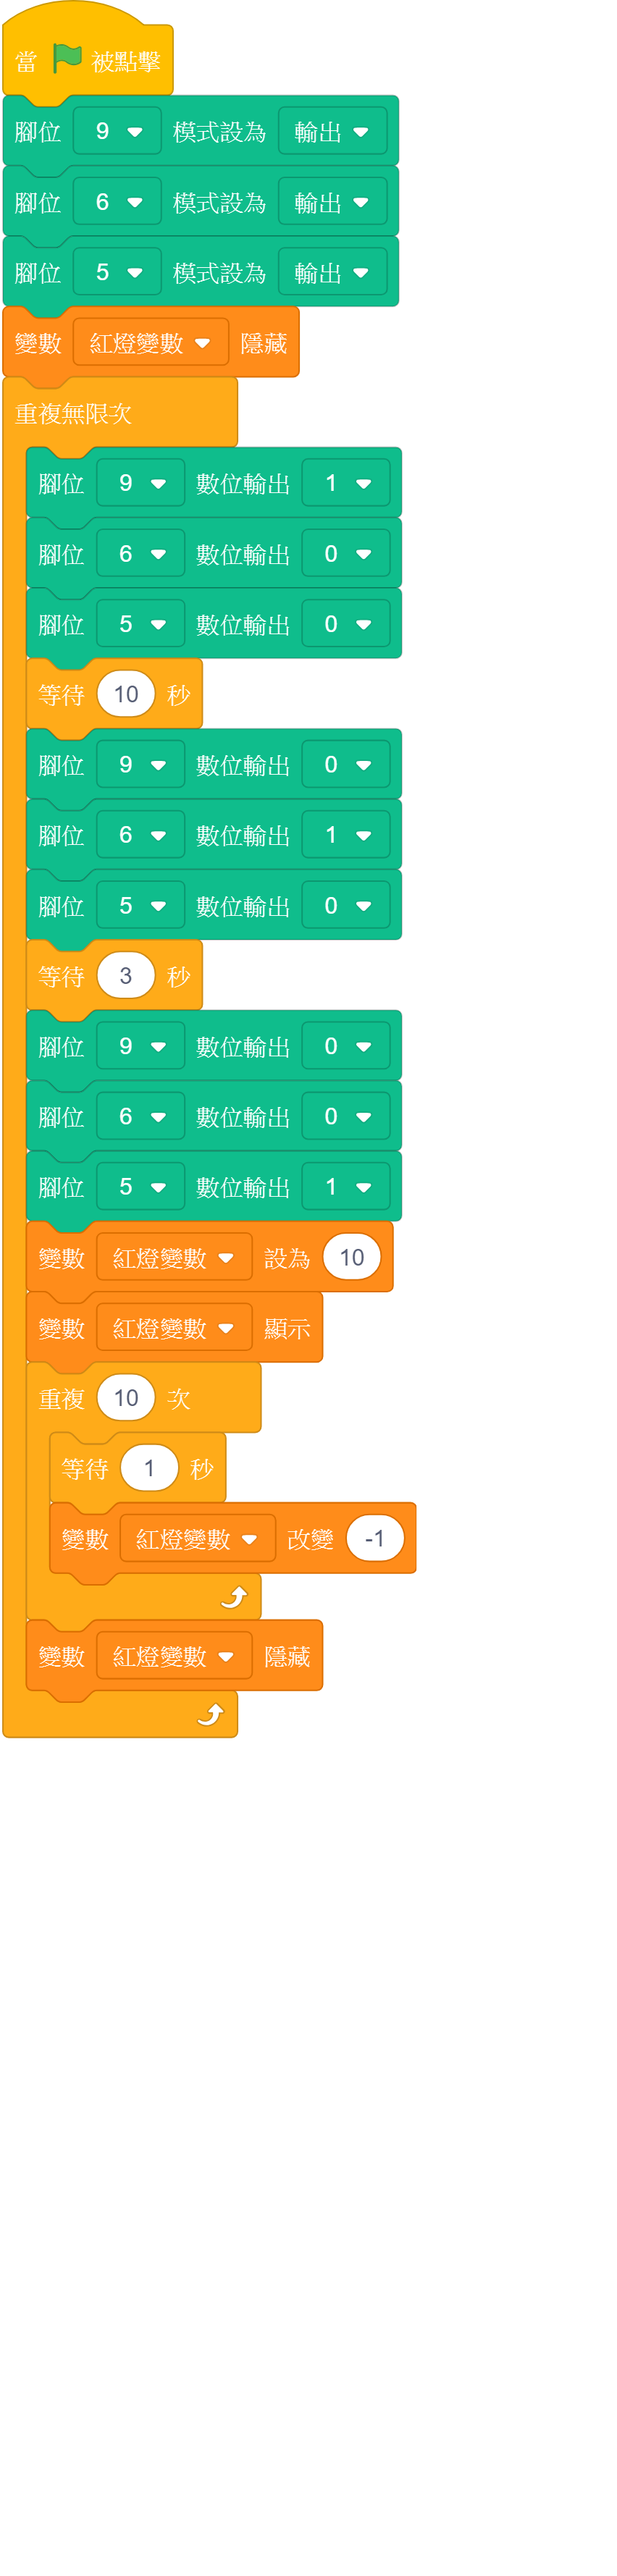 當 被點擊
腳位 9 模式設為 輸出
腳位 6 模式設為 輸出
腳位 5 模式設為 輸出
變數 紅燈變數 隱藏
重複無限次
腳位 9 數位輸出 1
腳位 6 數位輸出 0
腳位 5 數位輸出 0
等待 10 秒
腳位 9 數位輸出 0
腳位 6 數位輸出 1
腳位 5 數位輸出 0
等待 3 秒
腳位 9 數位輸出 0
腳位 6 數位輸出 0
腳位 5 數位輸出 1
變數 紅燈變數 設為 10
變數 紅燈變數 顯示
重複 10 次
等待 1 秒
變數 紅燈變數 改變 -1
變數 紅燈變數 隱藏